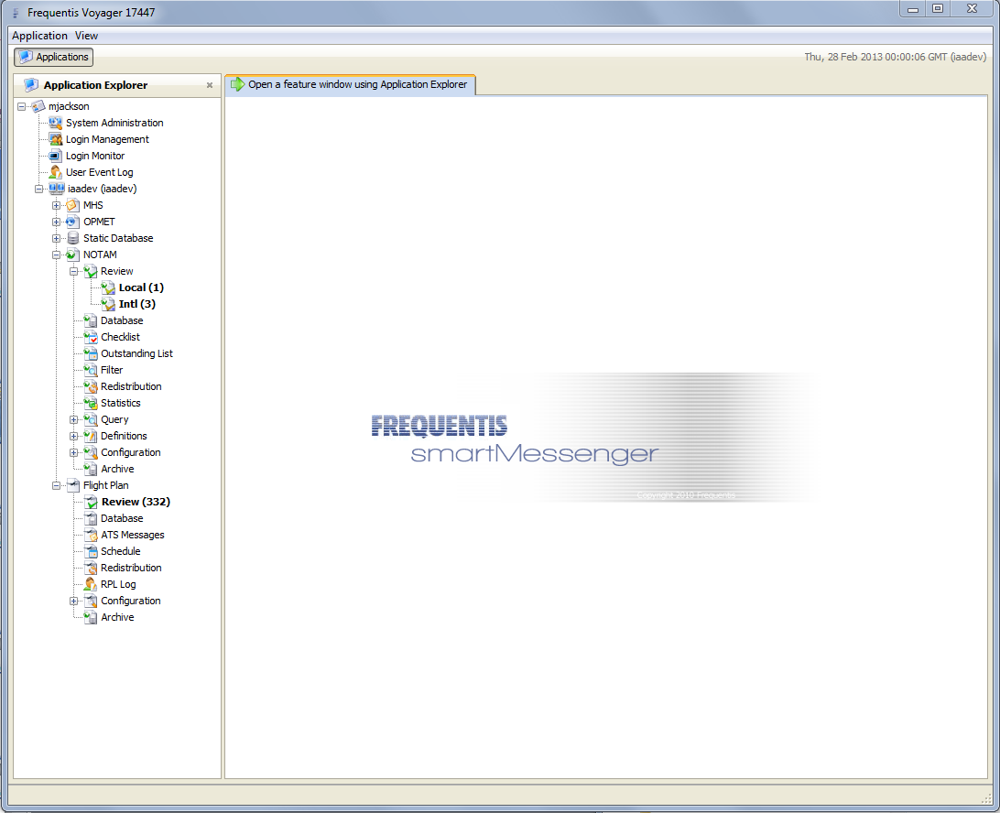 Frequentis Voyager 17447
Application View
Applications
Thu, 28 Feb 2013 00:00:06 GMT (iaadev)
Application Explorer
Open a feature window using Application Explorer
mjackson
System Administration
Login Management
Login Monitor
User Event Log
iaadev (iaadev)
MHS
OPMET
Static Database
NOTAM
Review
Local (1)
Intl (3)
Database
Checklist
Outstanding List
Filter
Redistribution
Statistics
Query
Definitions
Configuration
Archive
Flight Plan
Review (332)
Database
ATS Messages
Schedule
Redistribution
RPL Log
Configuration
Archive
FREQUENTIS
smartMessenger
Copyright 2010 Frequentis